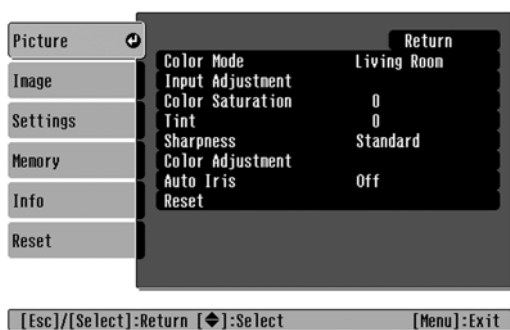 Picture
Image
Settings
Memory
Info
Reset
Return
Color Mode Living Room
Input Adjustment
Color Saturation 0
Tint 0
Sharpness Standard
Color Adjustment
Auto Iris Off
Reset
[Esc]/[Select]:Return [◆]:Select [Menu]:Exit